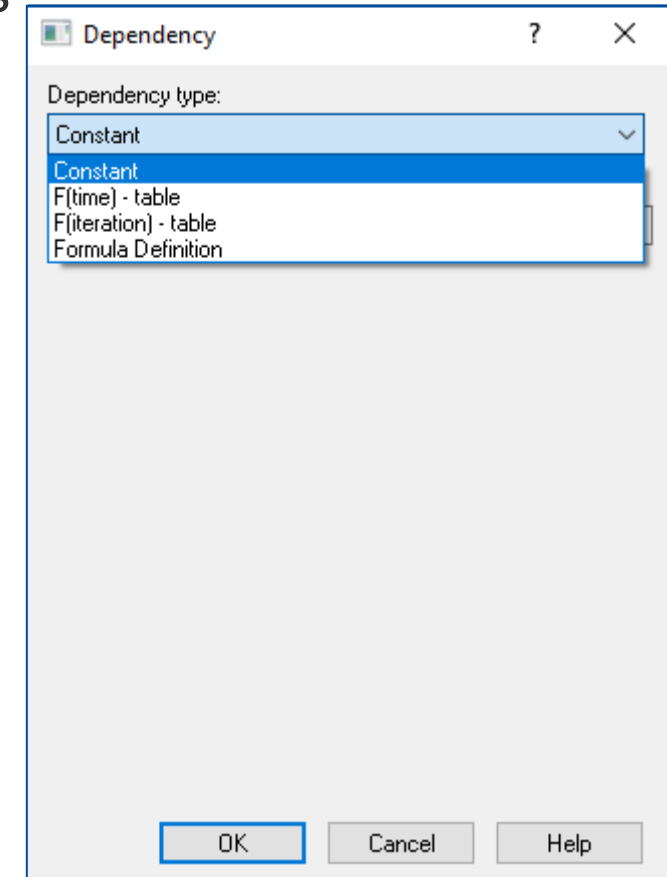 Dependency ?
Dependency type:
Constant
Constant
F(time) - table
F(iteration) - table
Formula Definition
OK Cancel Help